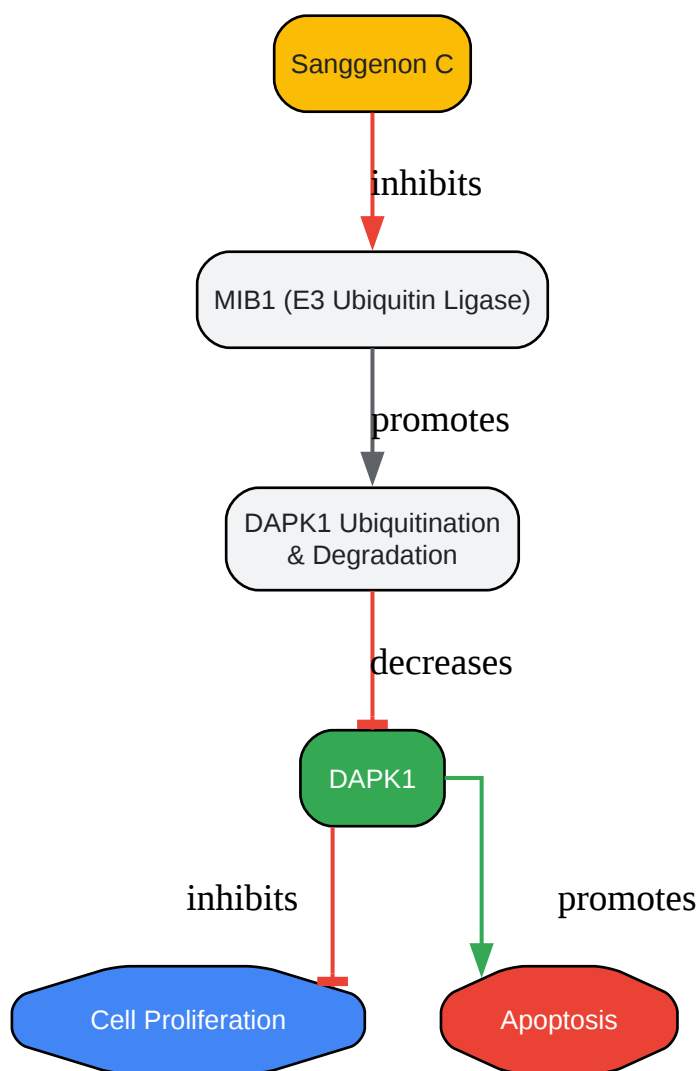 Sanggenon C
inhibits
MIB1 (E3 Ubiquitin Ligase)
promotes
DAPK1 Ubiquitination
& Degradation
decreases
DAPK1
inhibits
promotes
Cell Proliferation
Apoptosis